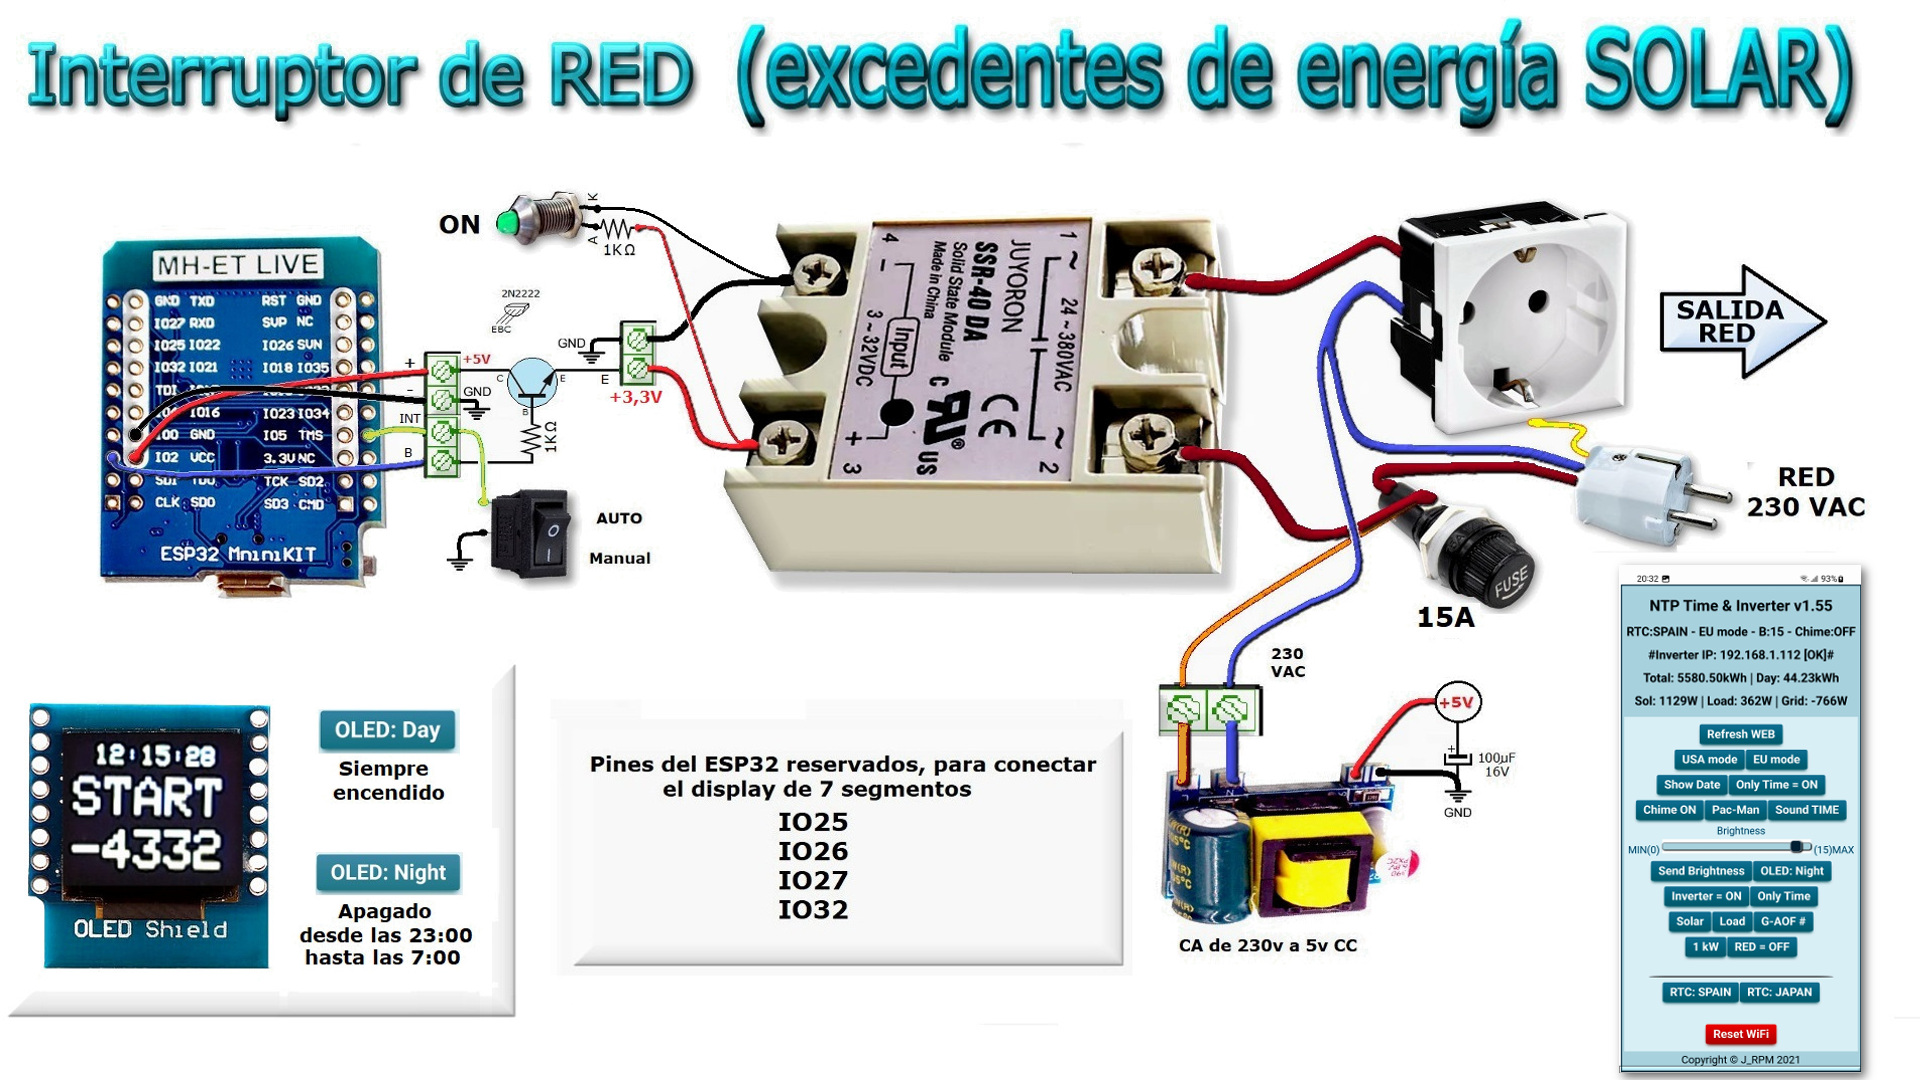 Interruptor de RED (excedentes de energía SOLAR)
ON
K
A
1KΩ
2N2222
EBC
MH-ET LIVE
GND TXD RST GND
IO27 RXD SVP NC
IO25 IO22 IO26 SVN
IO32 IO21 IO18 IO35
TDI
IO16 IO23 IO34
IO0 GND IO5 TMS
IO2 VCC 3.3V NC
SD1 TDO TCK SD2
CLK SD0 SD3 CMD
ESP32 MiniKIT
+ +5V
- GND
INT
B
C
E
B
1KΩ
GND
E
+3,3V
AUTO
Manual
4 - Input + 3
3~32VDC
Made in China
Solid State Module
SSR-40 DA
JUYORON
C UR US
CE
1 ~ 24~380VAC ~ 2
SALIDA
RED
RED
230 VAC
FUSE
15A
230
VAC
+5V
+
100µF
16V
GND
L N
CA de 230v a 5v CC
12:15:28
START
-4332
OLED Shield
OLED: Day
Siempre
encendido
OLED: Night
Apagado
desde las 23:00
hasta las 7:00
Pines del ESP32 reservados, para conectar
el display de 7 segmentos
IO25
IO26
IO27
IO32
20:32 93%
NTP Time & Inverter v1.55
RTC:SPAIN - EU mode - B:15 - Chime:OFF
#Inverter IP: 192.168.1.112 [OK]#
Total: 5580.50kWh | Day: 44.23kWh
Sol: 1129W | Load: 362W | Grid: -766W
Refresh WEB
USA mode EU mode
Show Date Only Time = ON
Chime ON Pac-Man Sound TIME
Brightness
MIN(0) (15)MAX
Send Brightness OLED: Night
Inverter = ON Only Time
Solar Load G-AOF #
1 kW RED = OFF
RTC: SPAIN RTC: JAPAN
Reset WiFi
Copyright © J_RPM 2021